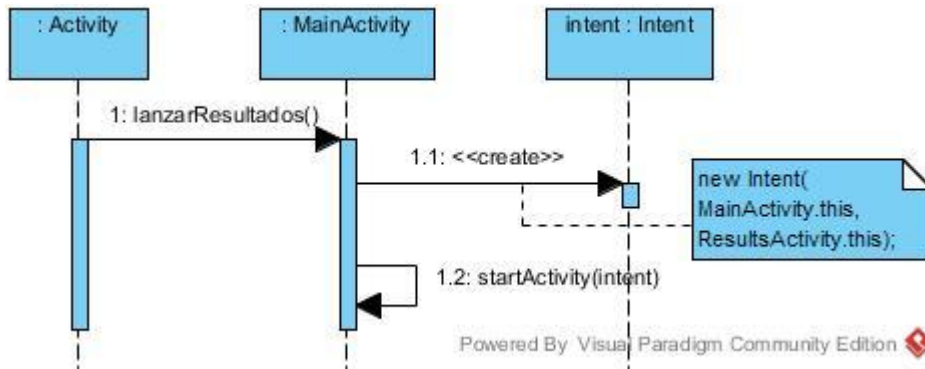 : Activity
: MainActivity
intent : Intent
1: lanzarResultados()
1.1: <<create>>
new Intent(
MainActivity.this,
ResultsActivity.this);
1.2: startActivity(intent)
Powered By Visual Paradigm Community Edition